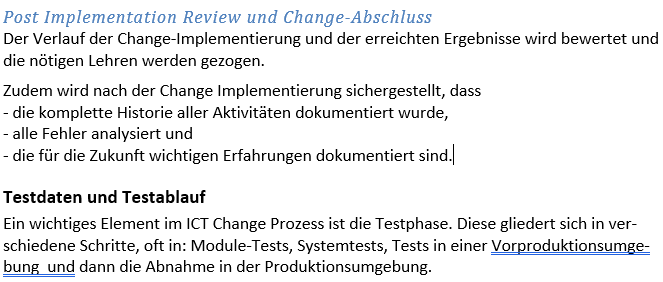 Post Implementation Review und Change-Abschluss
Der Verlauf der Change-Implementierung und der erreichten Ergebnisse wird bewertet und
die nötigen Lehren werden gezogen.
Zudem wird nach der Change Implementierung sichergestellt, dass
- die komplette Historie aller Aktivitäten dokumentiert wurde,
- alle Fehler analysiert und
- die für die Zukunft wichtigen Erfahrungen dokumentiert sind.
Testdaten und Testablauf
Ein wichtiges Element im ICT Change Prozess ist die Testphase. Diese gliedert sich in ver-
schiedene Schritte, oft in: Module-Tests, Systemtests, Tests in einer Vorproduktionsumge-
bung und dann die Abnahme in der Produktionsumgebung.